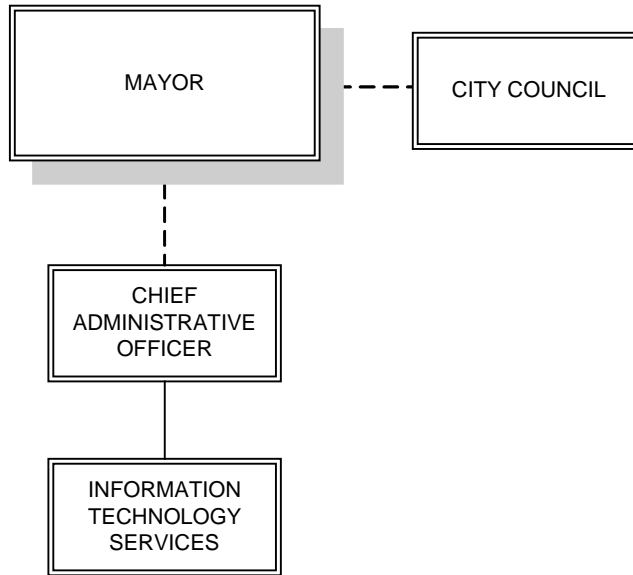 MAYOR
CITY COUNCIL
CHIEF
ADMINISTRATIVE
OFFICER
INFORMATION
TECHNOLOGY
SERVICES